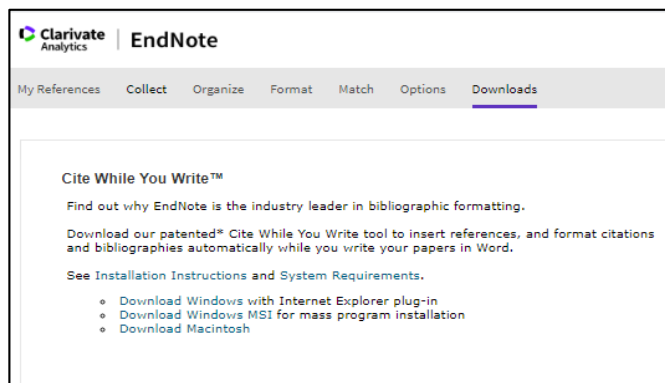 Clarivate
Analytics
EndNote
My References Collect Organize Format Match Options Downloads
Cite While You Write™
Find out why EndNote is the industry leader in bibliographic formatting.
Download our patented* Cite While You Write tool to insert references, and format citations
and bibliographies automatically while you write your papers in Word.
See Installation Instructions and System Requirements.
Download Windows with Internet Explorer plug-in
Download Windows MSI for mass program installation
Download Macintosh